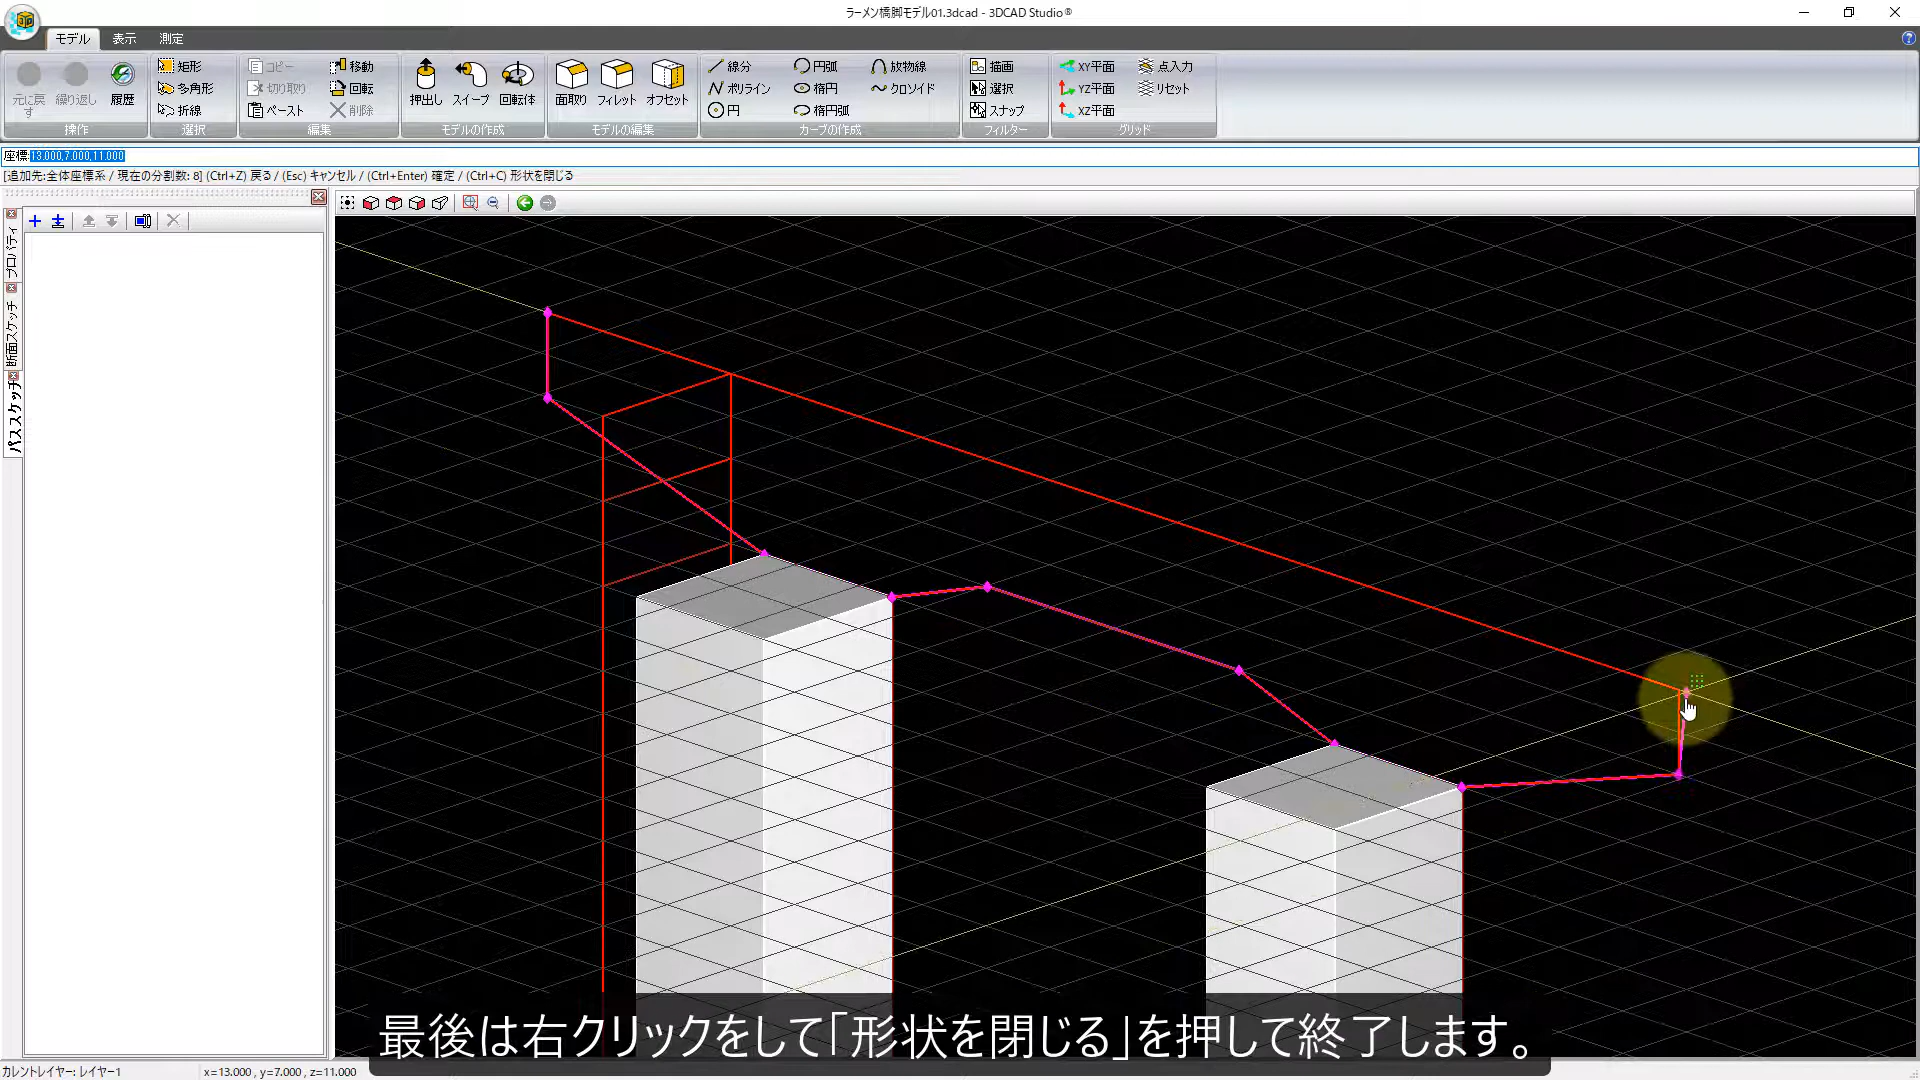 ラーメン橋脚モデル01.3dcad - 3DCAD Studio®
モデル 表示 測定
元に戻す 繰り返し 履歴
操作
矩形
多角形
折線
選択
コピー 移動
切り取り 回転
ペースト 削除
編集
押出し スイープ 回転体
モデルの作成
面取り フィレット オフセット
モデルの編集
線分 円弧 放物線
ポリライン 楕円 クロソイド
円 楕円弧
カーブの作成
描画
選択
スナップ
フィルター
XY平面 点入力
YZ平面 リセット
XZ平面
グリッド
座標:13.000,7.000,11.000
[追加先:全体座標系 / 現在の分割数: 8] (Ctrl+Z) 戻る / (Esc) キャンセル / (Ctrl+Enter) 確定 / (Ctrl+C) 形状を閉じる
プロパティ
断面スケッチ
パススケッチ
最後は右クリックをして「形状を閉じる」を押して終了します。
カレントレイヤー: レイヤー1 x=13.000 , y=7.000 , z=11.000